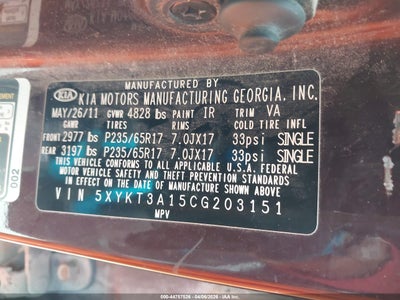 MANUFACTURED BY
KIA KIA MOTORS MANUFACTURING GEORGIA, INC.
MAY/26/11 GVWR 4828 lbs PAINT IR TRIM VA
GAWR TIRES RIMS COLD TIRE INFL
FRONT 2977 lbs P235/65R17 7.0JX17 33psi SINGLE
REAR 3197 lbs P235/65R17 7.0JX17 33psi SINGLE
THIS VEHICLE CONFORMS TO ALL APPLICABLE U.S.A. FEDERAL
MOTOR VEHICLE SAFETY AND THEFT PREVENTION STANDARDS
IN EFFECT ON THE DATE OF MANUFACTURE SHOWN ABOVE.
VIN 5XYKT3A15CG203151
MPV
002